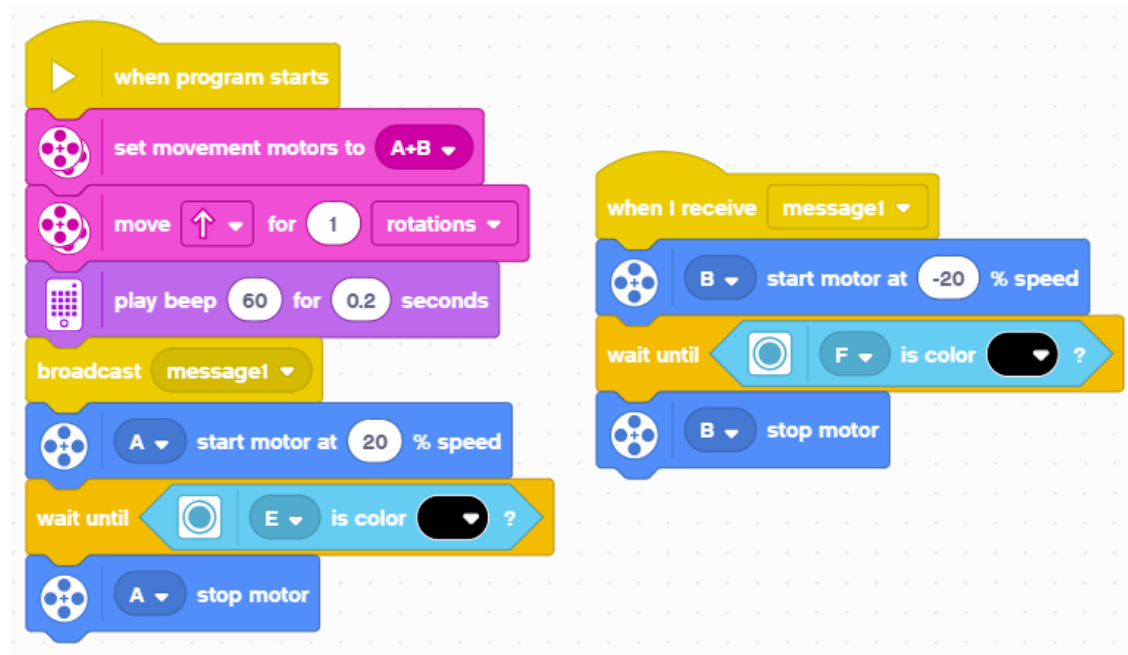 when program starts
set movement motors to A+B
move for 1 rotations
play beep 60 for 0.2 seconds
broadcast message1
A start motor at 20 % speed
wait until E is color ?
A stop motor
when I receive message1
B start motor at -20 % speed
wait until F is color ?
B stop motor